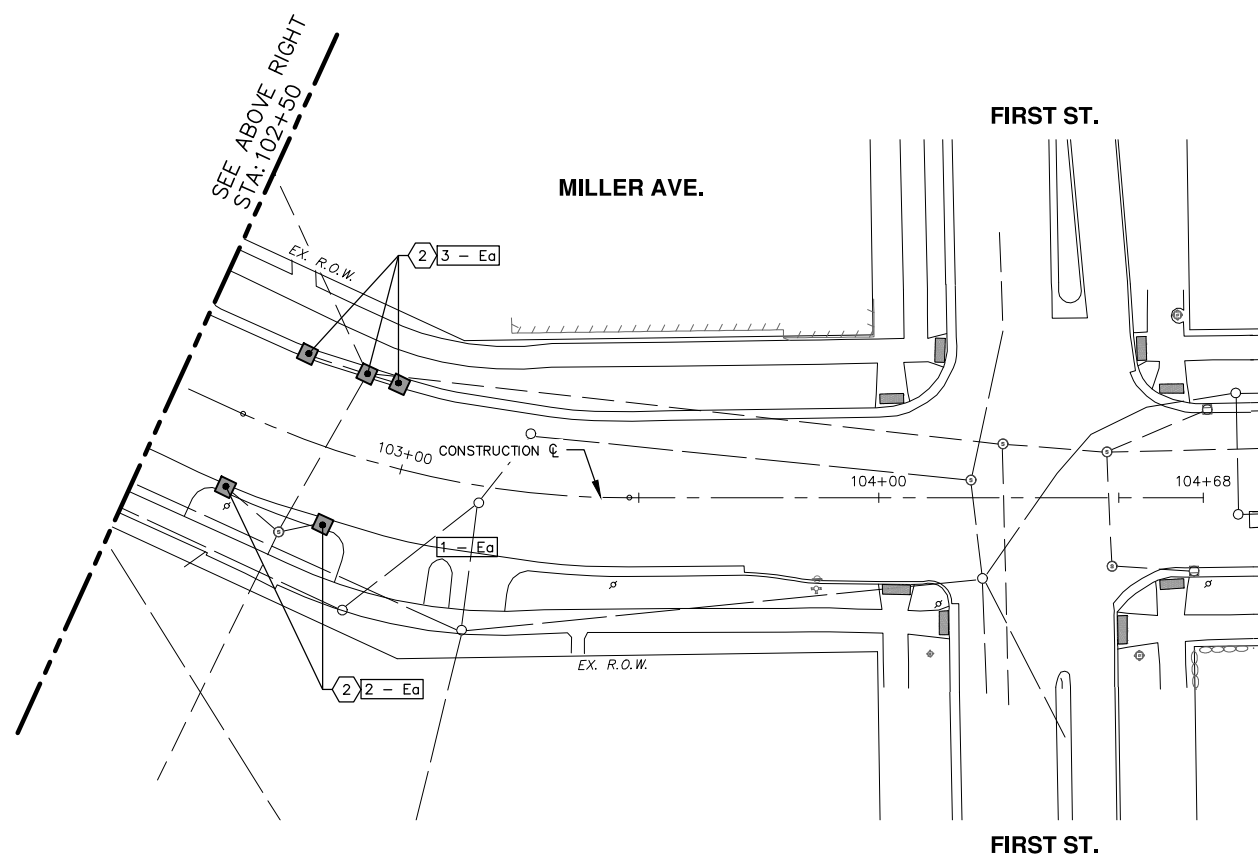 SEE ABOVE RIGHT
STA: 102+50
FIRST ST.
MILLER AVE.
EX. R.O.W.
2 3 - Ea
103+00
CONSTRUCTION ℄
104+00
104+68
1 - Ea
EX. R.O.W.
2 2 - Ea
FIRST ST.